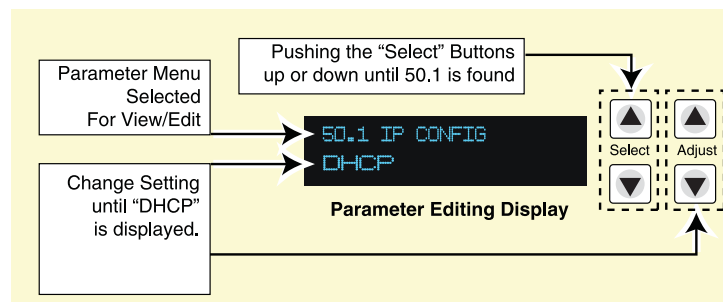 Pushing the “Select” Buttons
up or down until 50.1 is found
Parameter Menu
Selected
For View/Edit
50.1 IP CONFIG
DHCP
Select
Adjust
Change Setting
until “DHCP”
is displayed.
Parameter Editing Display